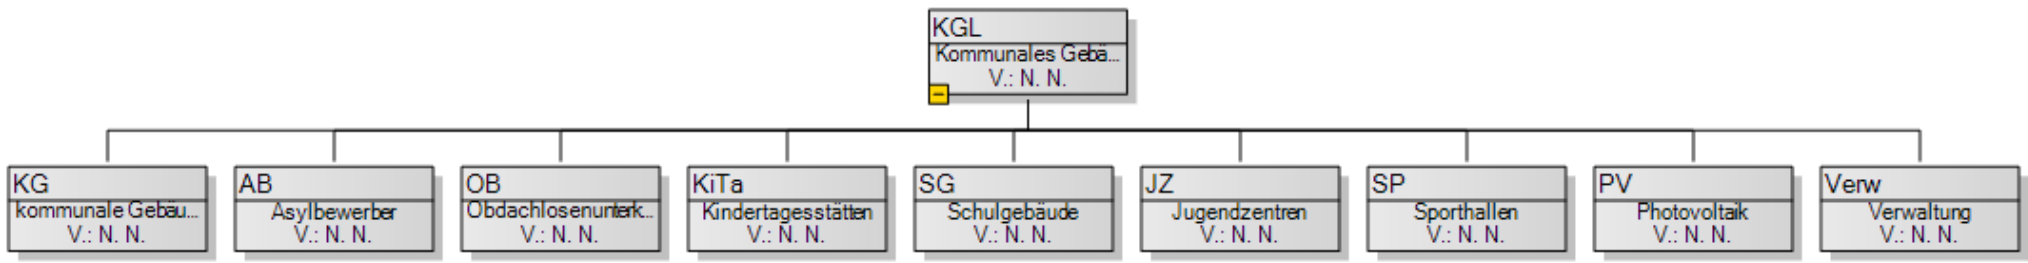 KGL
Kommunales Gebä...
V.: N. N.
KG
kommunale Gebäu...
V.: N. N.
AB
Asylbewerber
V.: N. N.
OB
Obdachlosenunterk...
V.: N. N.
KiTa
Kindertagesstätten
V.: N. N.
SG
Schulgebäude
V.: N. N.
JZ
Jugendzentren
V.: N. N.
SP
Sporthallen
V.: N. N.
PV
Photovoltaik
V.: N. N.
Verw
Verwaltung
V.: N. N.